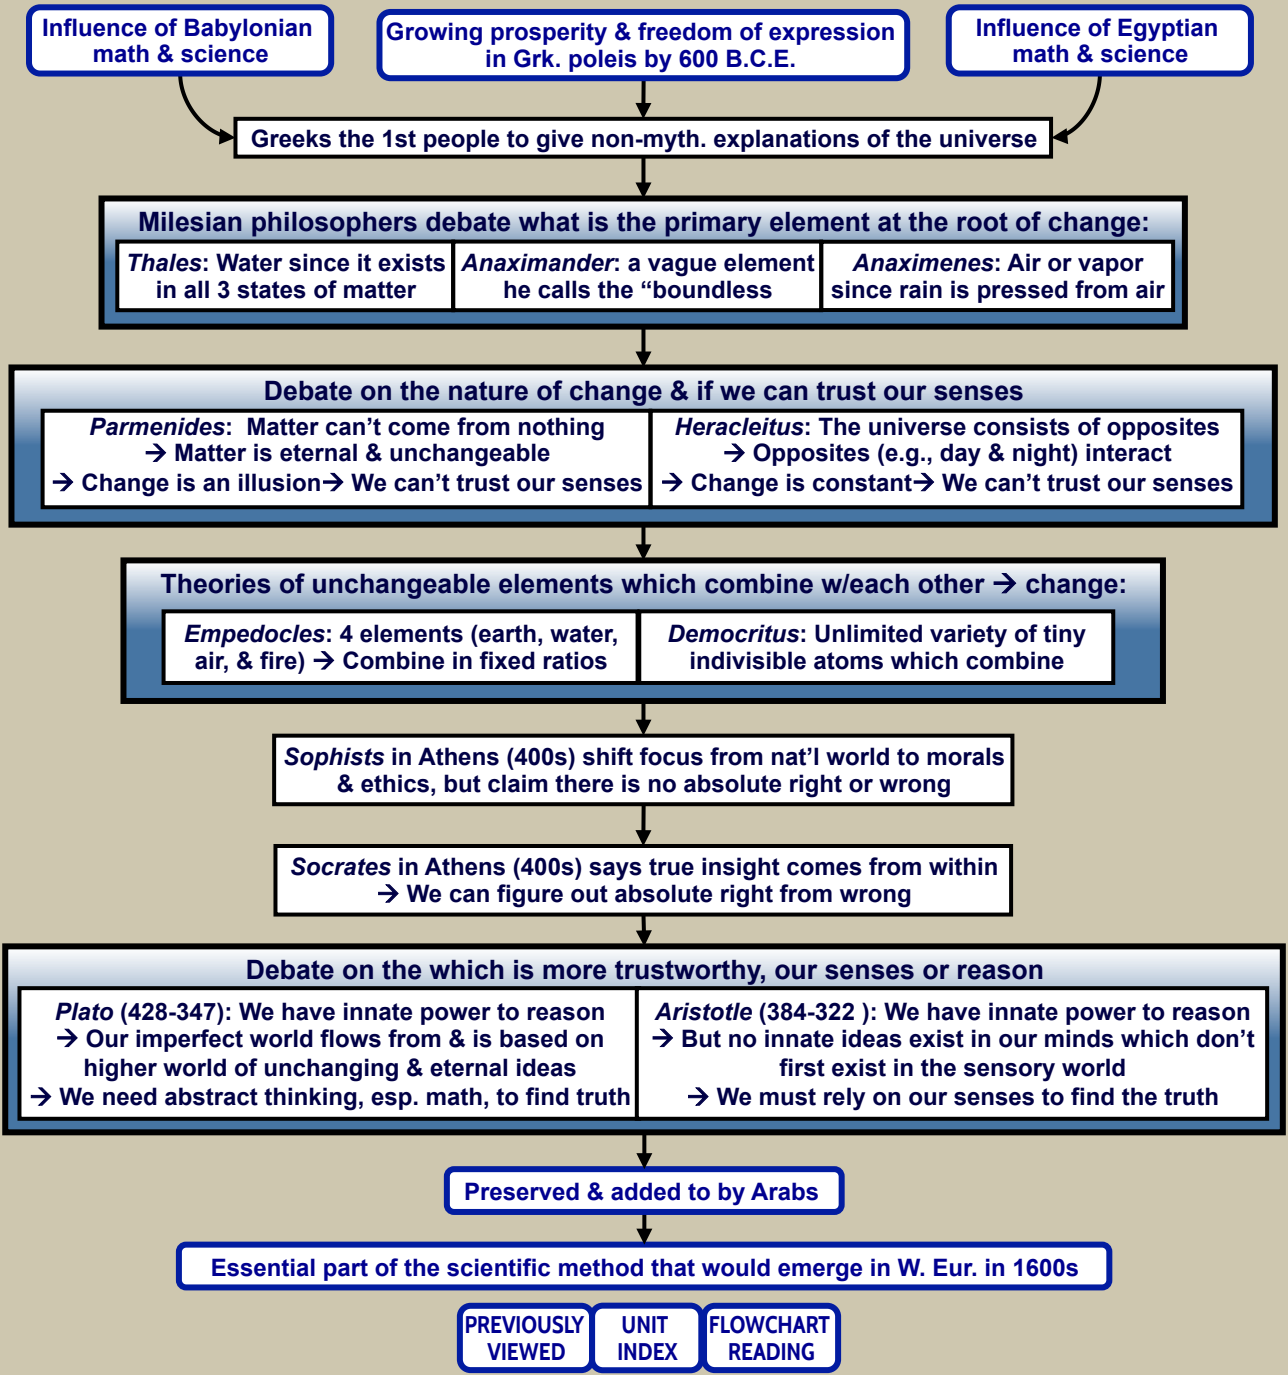 Influence of Babylonian
math & science
Growing prosperity & freedom of expression
in Grk. poleis by 600 B.C.E.
Influence of Egyptian
math & science
Greeks the 1st people to give non-myth. explanations of the universe
Milesian philosophers debate what is the primary element at the root of change:
Thales: Water since it exists
in all 3 states of matter
Anaximander: a vague element
he calls the “boundless
Anaximenes: Air or vapor
since rain is pressed from air
Debate on the nature of change & if we can trust our senses
Parmenides: Matter can’t come from nothing
→ Matter is eternal & unchangeable
→ Change is an illusion→ We can’t trust our senses
Heracleitus: The universe consists of opposites
→ Opposites (e.g., day & night) interact
→ Change is constant→ We can’t trust our senses
Theories of unchangeable elements which combine w/each other → change:
Empedocles: 4 elements (earth, water,
air, & fire) → Combine in fixed ratios
Democritus: Unlimited variety of tiny
indivisible atoms which combine
Sophists in Athens (400s) shift focus from nat’l world to morals
& ethics, but claim there is no absolute right or wrong
Socrates in Athens (400s) says true insight comes from within
→ We can figure out absolute right from wrong
Debate on the which is more trustworthy, our senses or reason
Plato (428-347): We have innate power to reason
→ Our imperfect world flows from & is based on
higher world of unchanging & eternal ideas
→ We need abstract thinking, esp. math, to find truth
Aristotle (384-322 ): We have innate power to reason
→ But no innate ideas exist in our minds which don’t
first exist in the sensory world
→ We must rely on our senses to find the truth
Preserved & added to by Arabs
Essential part of the scientific method that would emerge in W. Eur. in 1600s
PREVIOUSLY
VIEWED
UNIT
INDEX
FLOWCHART
READING